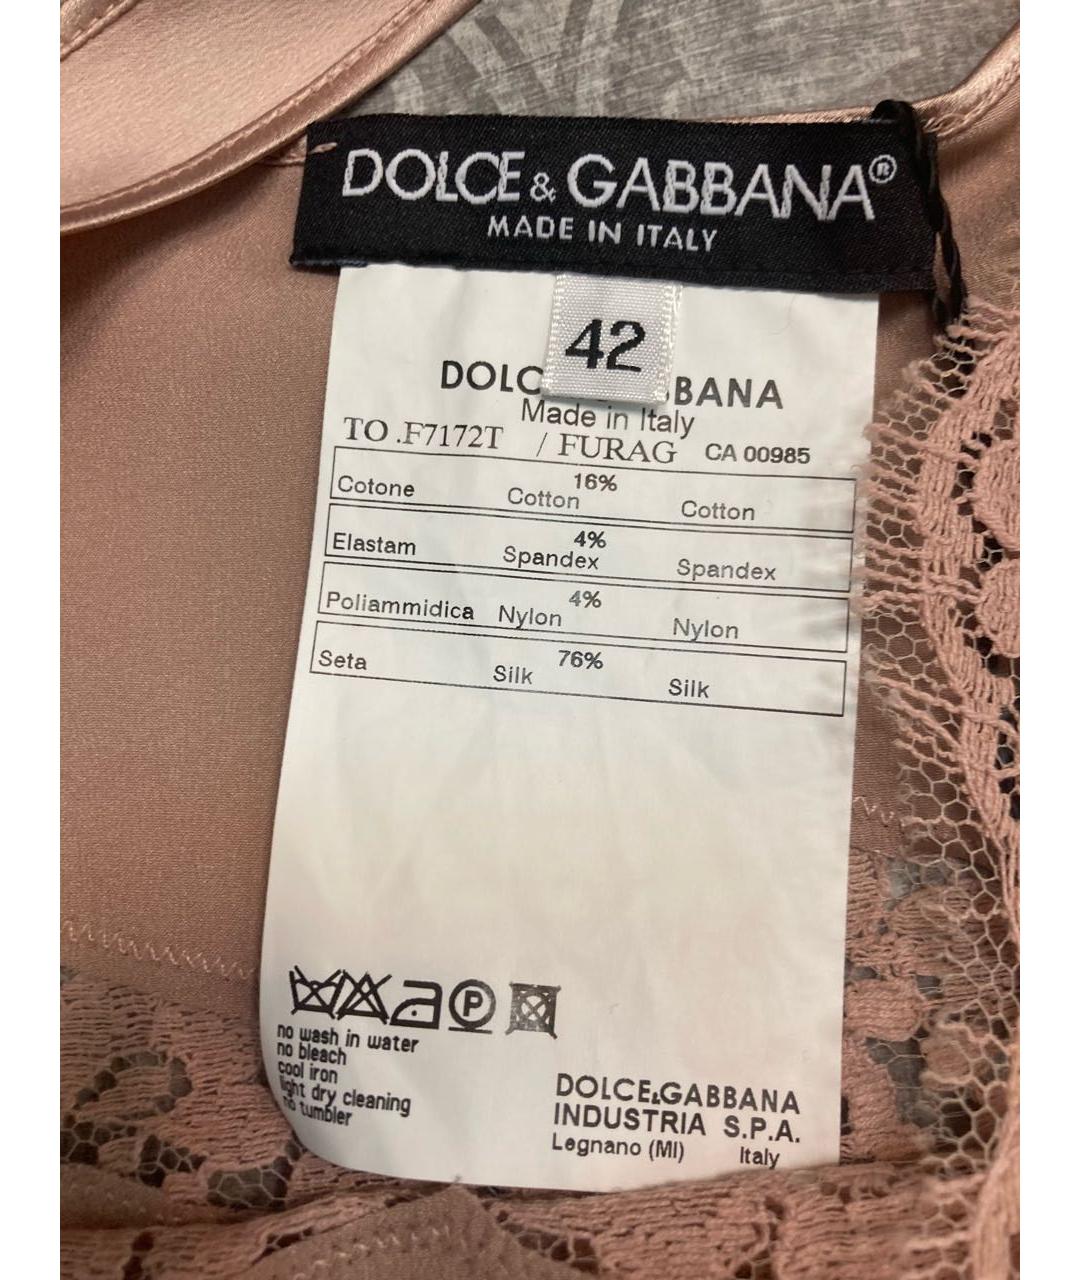 DOLCE & GABBANA®
MADE IN ITALY
42
DOLC BBANA
Made in Italy
TO .F7172T / FURAG CA 00985
Cotone 16% Cotton Cotton
Elastam 4% Spandex Spandex
Poliammidica 4% Nylon Nylon
Seta 76% Silk Silk
P
no wash in water
no bleach
cool iron
light dry cleaning
no tumbler
DOLCE&GABBANA
INDUSTRIA S.P.A.
Legnano (MI) Italy